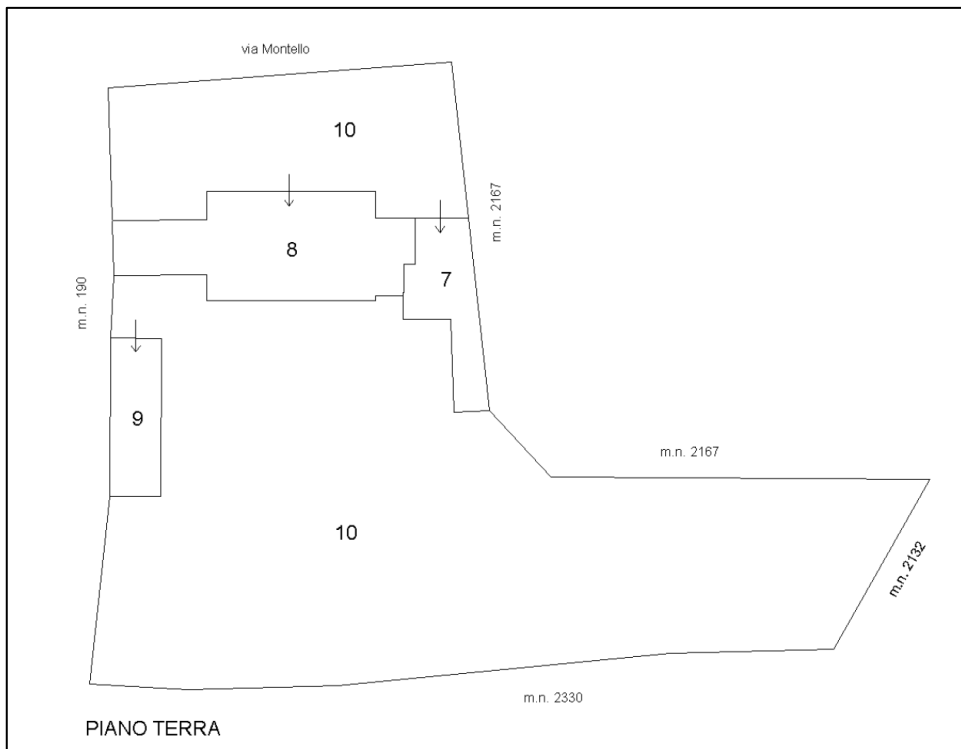 via Montello
10
m.n. 2167
8
7
m.n. 190
9
m.n. 2167
10
m.n. 2132
m.n. 2330
PIANO TERRA